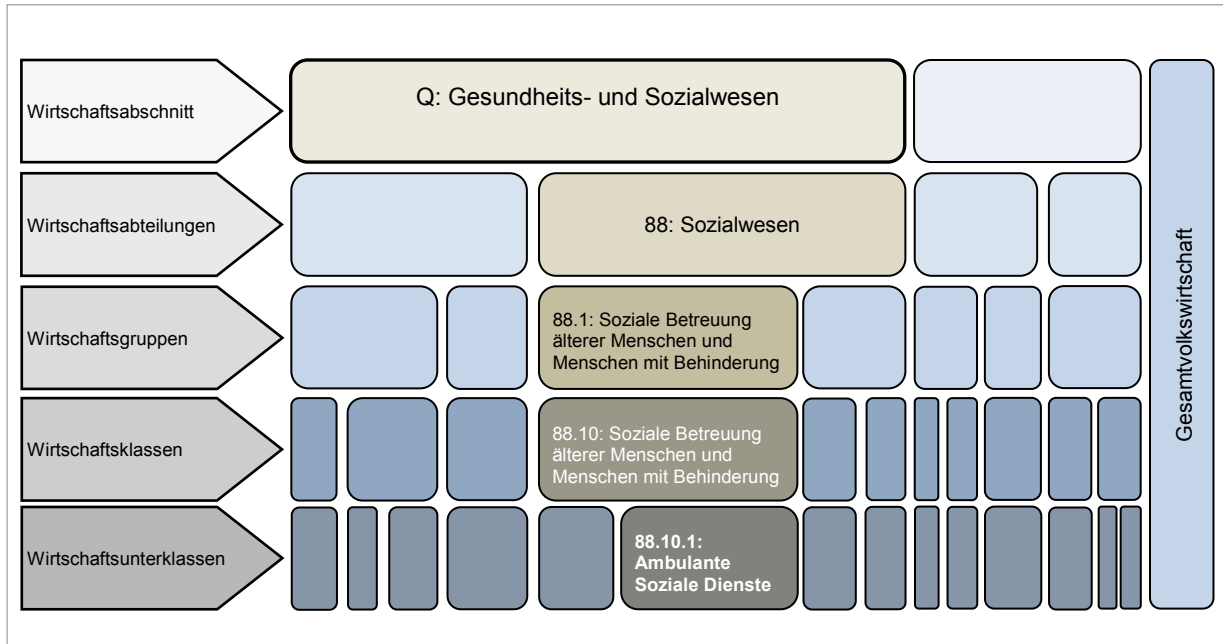 Wirtschaftsabschnitt
Q: Gesundheits- und Sozialwesen
Wirtschaftsabteilungen
88: Sozialwesen
Wirtschaftsgruppen
88.1: Soziale Betreuung
älterer Menschen und
Menschen mit Behinderung
Wirtschaftsklassen
88.10: Soziale Betreuung
älterer Menschen und
Menschen mit Behinderung
Wirtschaftsunterklassen
88.10.1:
Ambulante
Soziale Dienste
Gesamtvolkswirtschaft